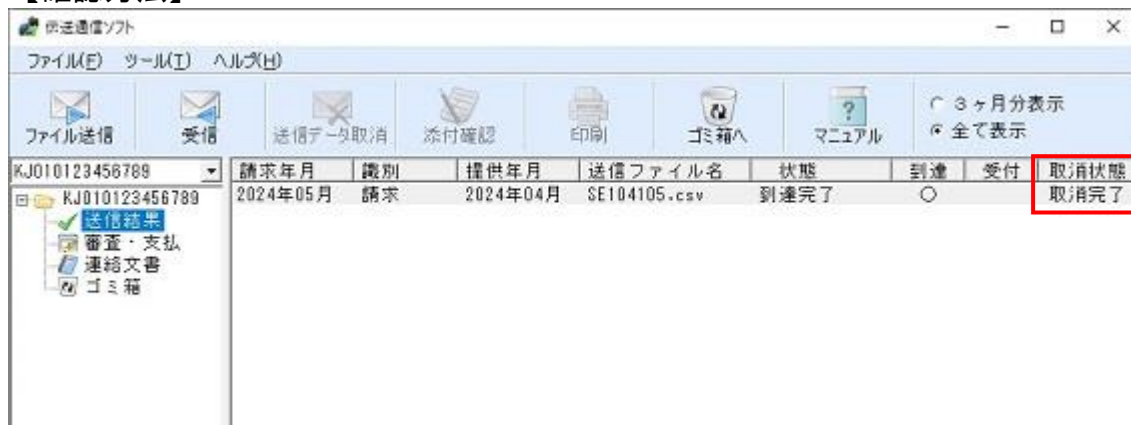 伝送通信ソフト
ファイル(F) ツール(T) ヘルプ(H)
ファイル送信 受信 送信データ取消 添付確認 印刷 ゴミ箱へ マニュアル
3ヶ月分表示
全て表示
KJ010123456789
請求年月 識別 提供年月 送信ファイル名 状態 到達 受付 取消状態
KJ010123456789
2024年05月 請求 2024年04月 SE104105.csv 到達完了 ○ 取消完了
送信結果
審査・支払
連絡文書
ゴミ箱